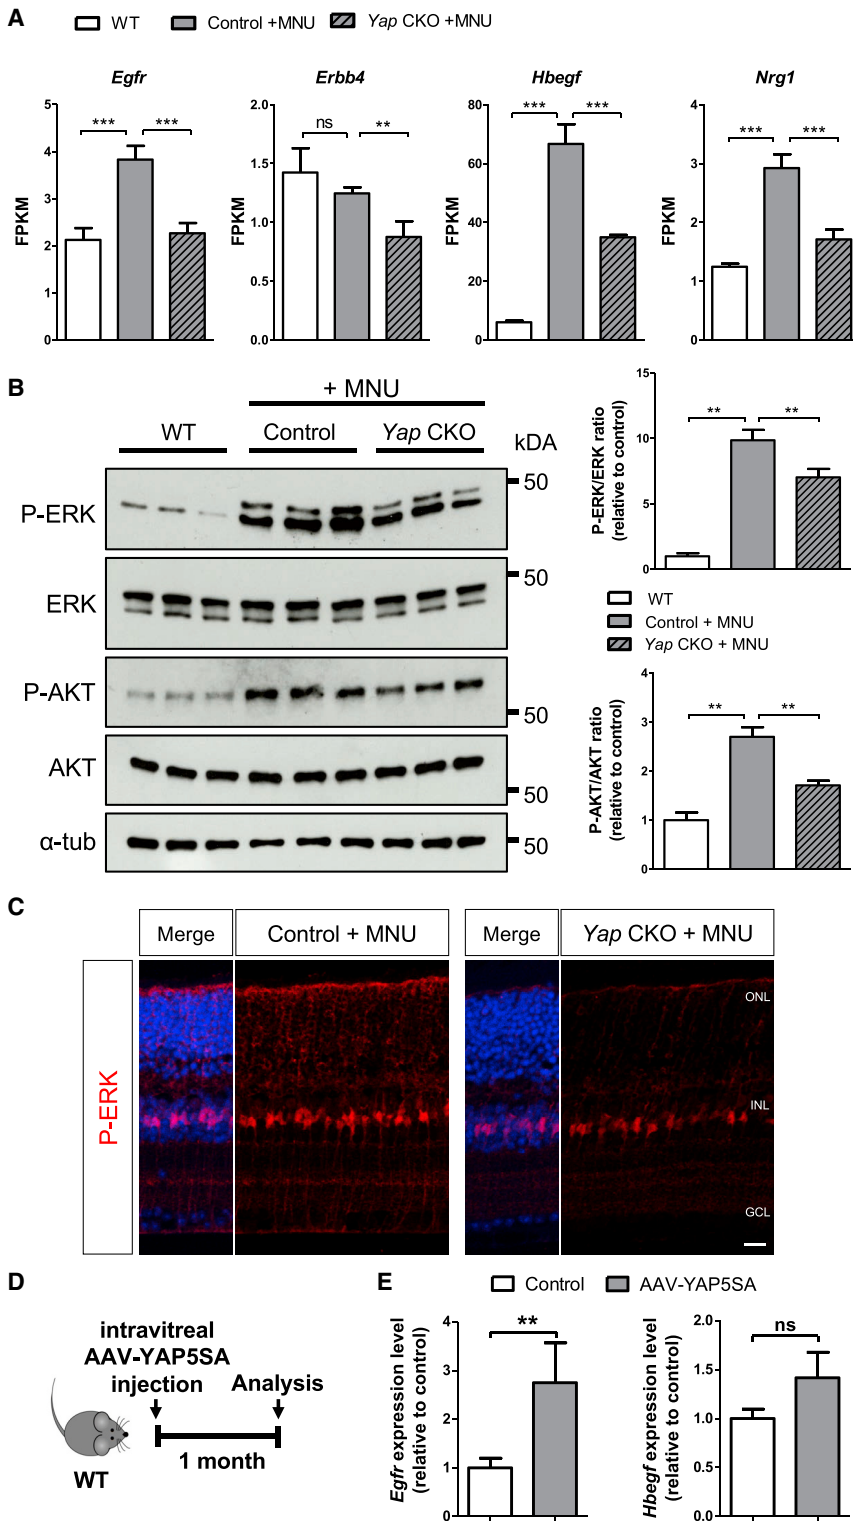 A
WT
Control +MNU
Yap CKO +MNU
Egfr
Erbb4
Hbegf
Nrg1
FPKM
5
4
3
2
1
0
***
***
FPKM
2.0
1.5
1.0
0.5
0.0
ns
**
FPKM
80
60
40
20
0
***
***
FPKM
4
3
2
1
0
***
***
B
+ MNU
WT
Control
Yap CKO
kDA
P-ERK
50
ERK
50
P-AKT
50
AKT
50
α-tub
50
P-ERK/ERK ratio
(relative to control)
15
10
5
0
**
**
WT
Control + MNU
Yap CKO + MNU
P-AKT/AKT ratio
(relative to control)
4
3
2
1
0
**
**
C
Merge
Control + MNU
Merge
Yap CKO + MNU
P-ERK
ONL
INL
GCL
D
intravitreal
AAV-YAP5SA
injection
Analysis
1 month
WT
E
Control
AAV-YAP5SA
Egfr expression level
(relative to control)
4
3
2
1
0
**
Hbegf expression level
(relative to control)
2.0
1.5
1.0
0.5
0.0
ns